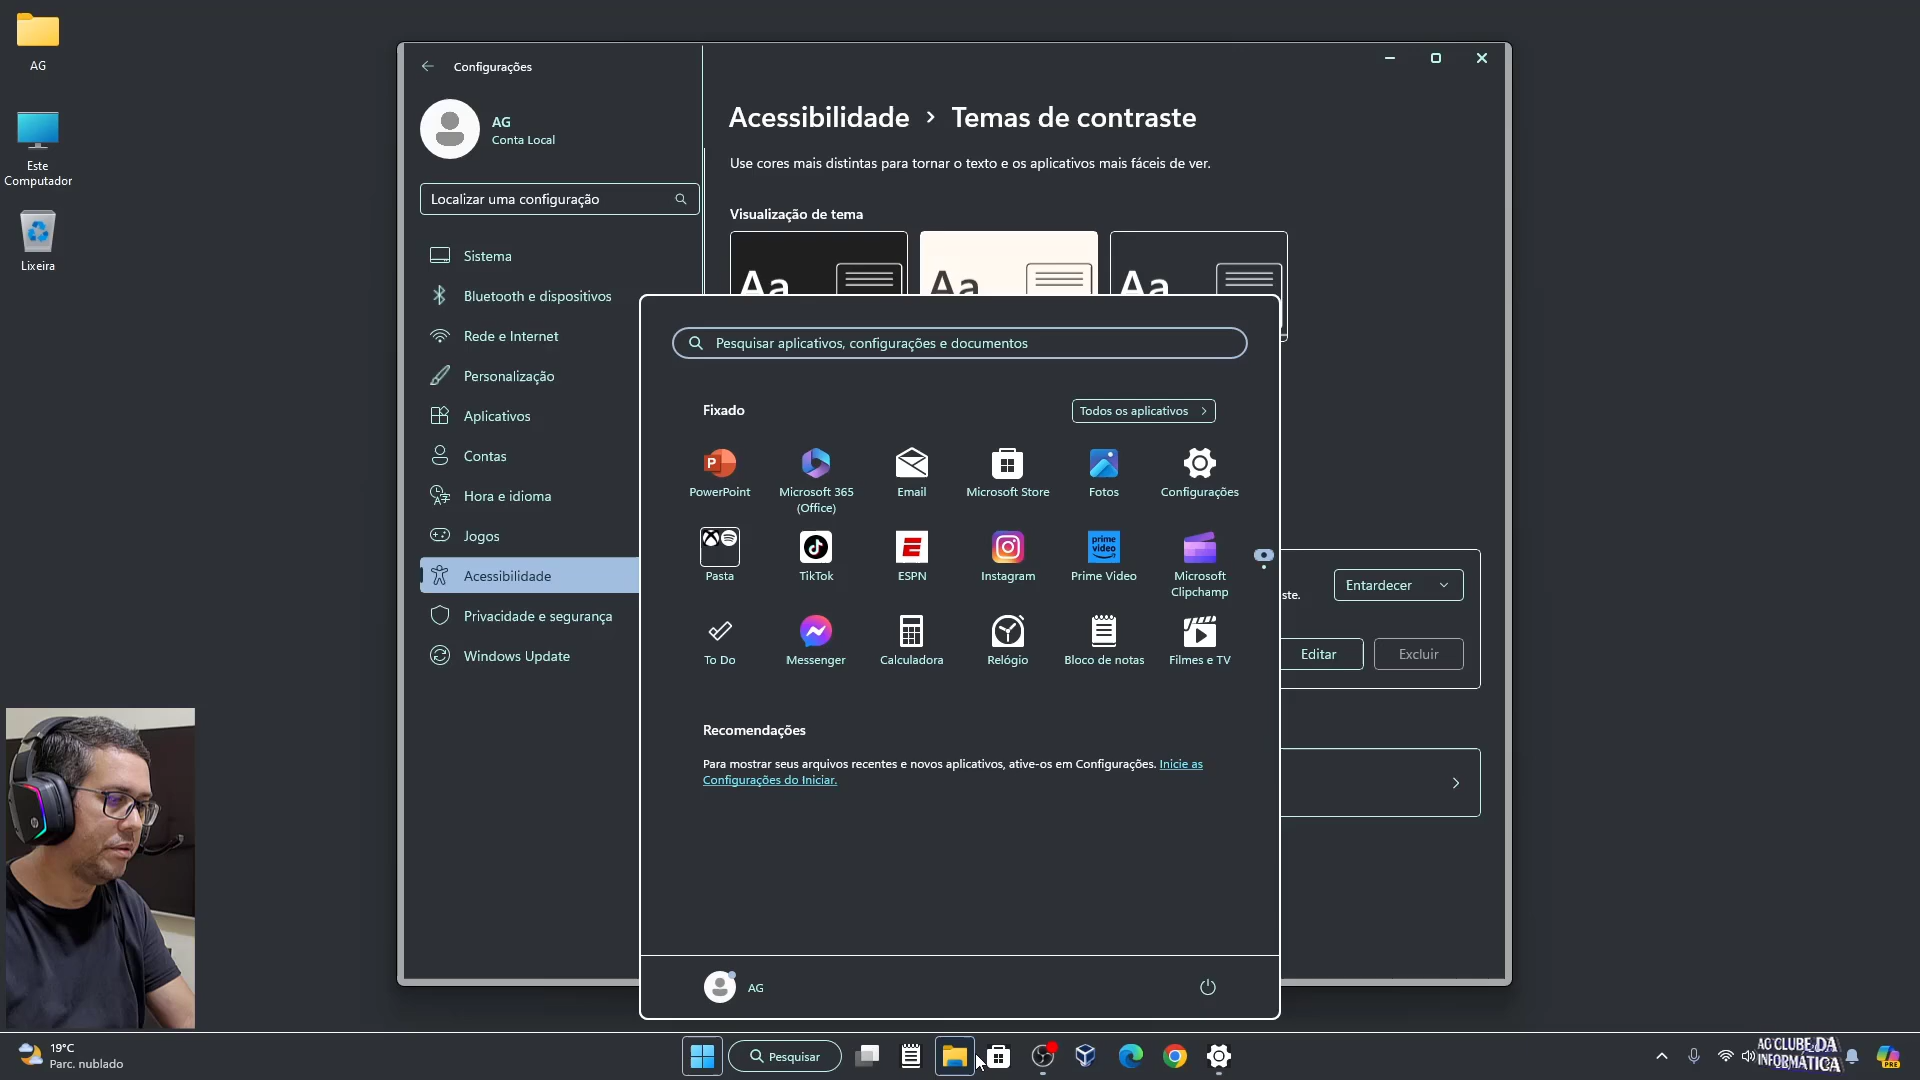 AG
Este
Computador
Lixeira
Configurações
AG
Conta Local
Localizar uma configuração
Sistema
Bluetooth e dispositivos
Rede e Internet
Personalização
Aplicativos
Contas
Hora e idioma
Jogos
Acessibilidade
Privacidade e segurança
Windows Update
Acessibilidade › Temas de contraste
Use cores mais distintas para tornar o texto e os aplicativos mais fáceis de ver.
Visualização de tema
Aa
Aa
Aa
ste.
Entardecer
Editar
Excluir
Pesquisar aplicativos, configurações e documentos
Fixado
Todos os aplicativos
PowerPoint
Microsoft 365
(Office)
Email
Microsoft Store
Fotos
Configurações
Pasta
TikTok
ESPN
Instagram
prime
video
Prime Video
Microsoft
Clipchamp
To Do
Messenger
Calculadora
Relógio
Bloco de notas
Filmes e TV
Recomendações
Para mostrar seus arquivos recentes e novos aplicativos, ative-os em Configurações. Inicie as
Configurações do Iniciar.
AG
19°C
Parc. nublado
Pesquisar
AG CLUBE DA
INFORMÁTICA
PRE